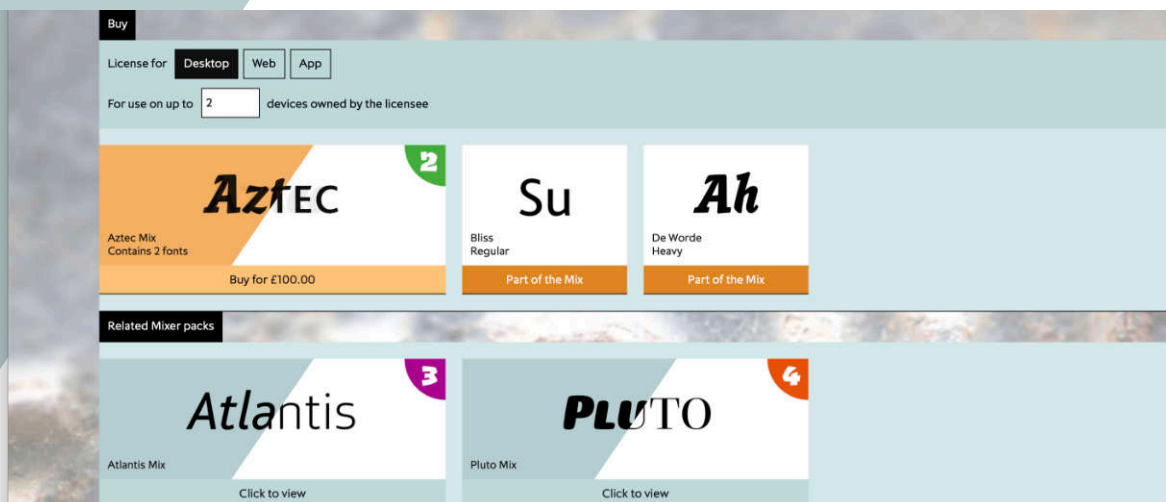 Buy
License for Desktop Web App
For use on up to 2 devices owned by the licensee
2
AztEC
Aztec Mix
Contains 2 fonts
Buy for £100.00
Su
Bliss
Regular
Part of the Mix
Ah
De Worde
Heavy
Part of the Mix
Related Mixer packs
3
Atlantis
Atlantis Mix
Click to view
4
PLUTO
Pluto Mix
Click to view